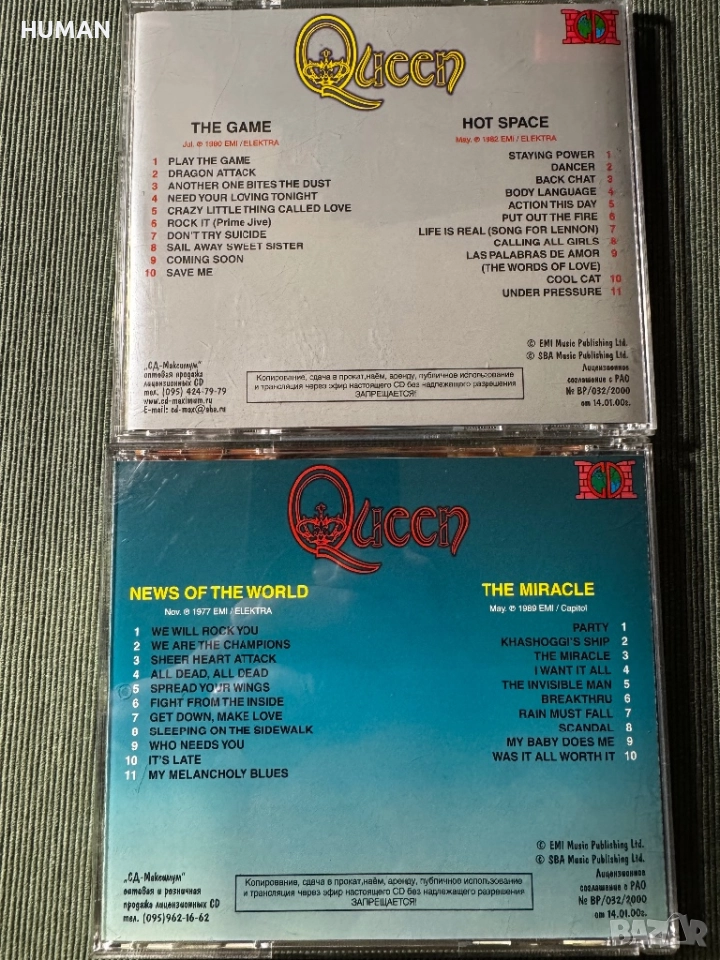 HUMAN
Queen
CD
THE GAME
Jul. ℗ 1980 EMI / ELEKTRA
1 PLAY THE GAME
2 DRAGON ATTACK
3 ANOTHER ONE BITES THE DUST
4 NEED YOUR LOVING TONIGHT
5 CRAZY LITTLE THING CALLED LOVE
6 ROCK IT (Prime Jive)
7 DON'T TRY SUICIDE
8 SAIL AWAY SWEET SISTER
9 COMING SOON
10 SAVE ME
HOT SPACE
May. ℗ 1982 EMI / ELEKTRA
STAYING POWER 1
DANCER 2
BACK CHAT 3
BODY LANGUAGE 4
ACTION THIS DAY 5
PUT OUT THE FIRE 6
LIFE IS REAL (SONG FOR LENNON) 7
CALLING ALL GIRLS 8
LAS PALABRAS DE AMOR 9
(THE WORDS OF LOVE)
COOL CAT 10
UNDER PRESSURE 11
© EMI Music Publishing Ltd.
© SBA Music Publishing Ltd.
Лицензионное
соглашение с РАО
№ ВР/032/2000
от 14.01.00г.
„СД-Максимум"
оптовая продажа
лицензионных CD
тел. (095) 424-79-79
www.cd-maximum.ru
E-mail: cd-max@aha.ru
Копирование, сдача в прокат,наём, аренду, публичное использование
и трансляция через эфир настоящего CD без надлежащего разрешения
ЗАПРЕЩАЕТСЯ!
Queen
CD
NEWS OF THE WORLD
Nov. ℗ 1977 EMI / ELEKTRA
1 WE WILL ROCK YOU
2 WE ARE THE CHAMPIONS
3 SHEER HEART ATTACK
4 ALL DEAD, ALL DEAD
5 SPREAD YOUR WINGS
6 FIGHT FROM THE INSIDE
7 GET DOWN, MAKE LOVE
8 SLEEPING ON THE SIDEWALK
9 WHO NEEDS YOU
10 IT'S LATE
11 MY MELANCHOLY BLUES
THE MIRACLE
May. ℗ 1989 EMI / Capitol
PARTY 1
KHASHOGGI'S SHIP 2
THE MIRACLE 3
I WANT IT ALL 4
THE INVISIBLE MAN 5
BREAKTHRU 6
RAIN MUST FALL 7
SCANDAL 8
MY BABY DOES ME 9
WAS IT ALL WORTH IT 10
© EMI Music Publishing Ltd.
© SBA Music Publishing Ltd.
Лицензионное
соглашение с РАО
№ ВР/032/2000
от 14.01.00г.
„СД-Максимум"
оптовая и розничная
продажа лицензионных CD
тел. (095)962-16-62
Копирование, сдача в прокат,наём, аренду, публичное использование
и трансляция через эфир настоящего CD без надлежащего разрешения
ЗАПРЕЩАЕТСЯ!
BAZAR